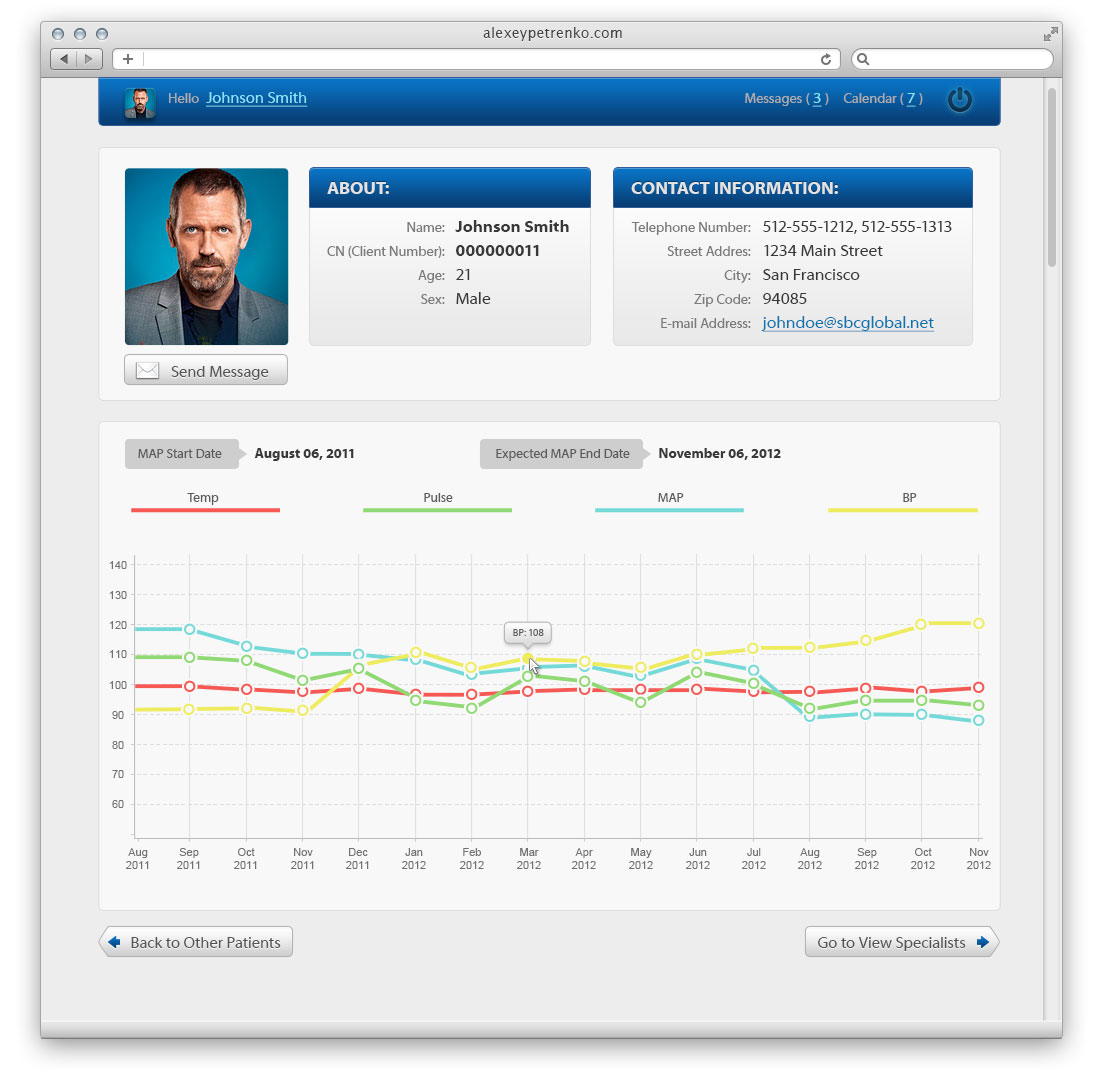 alexeypetrenko.com
Hello Johnson Smith
Messages ( 3 ) Calendar ( 7 )
ABOUT:
Name: Johnson Smith
CN (Client Number): 000000011
Age: 21
Sex: Male
CONTACT INFORMATION:
Telephone Number: 512-555-1212, 512-555-1313
Street Addres: 1234 Main Street
City: San Francisco
Zip Code: 94085
E-mail Address: johndoe@sbcglobal.net
Send Message
MAP Start Date August 06, 2011 Expected MAP End Date November 06, 2012
Temp Pulse MAP BP
140
130
120
110
100
90
80
70
60
BP: 108
Aug Sep Oct Nov Dec Jan Feb Mar Apr May Jun Jul Aug Sep Oct Nov
2011 2011 2011 2011 2011 2012 2012 2012 2012 2012 2012 2012 2012 2012 2012 2012
Back to Other Patients Go to View Specialists